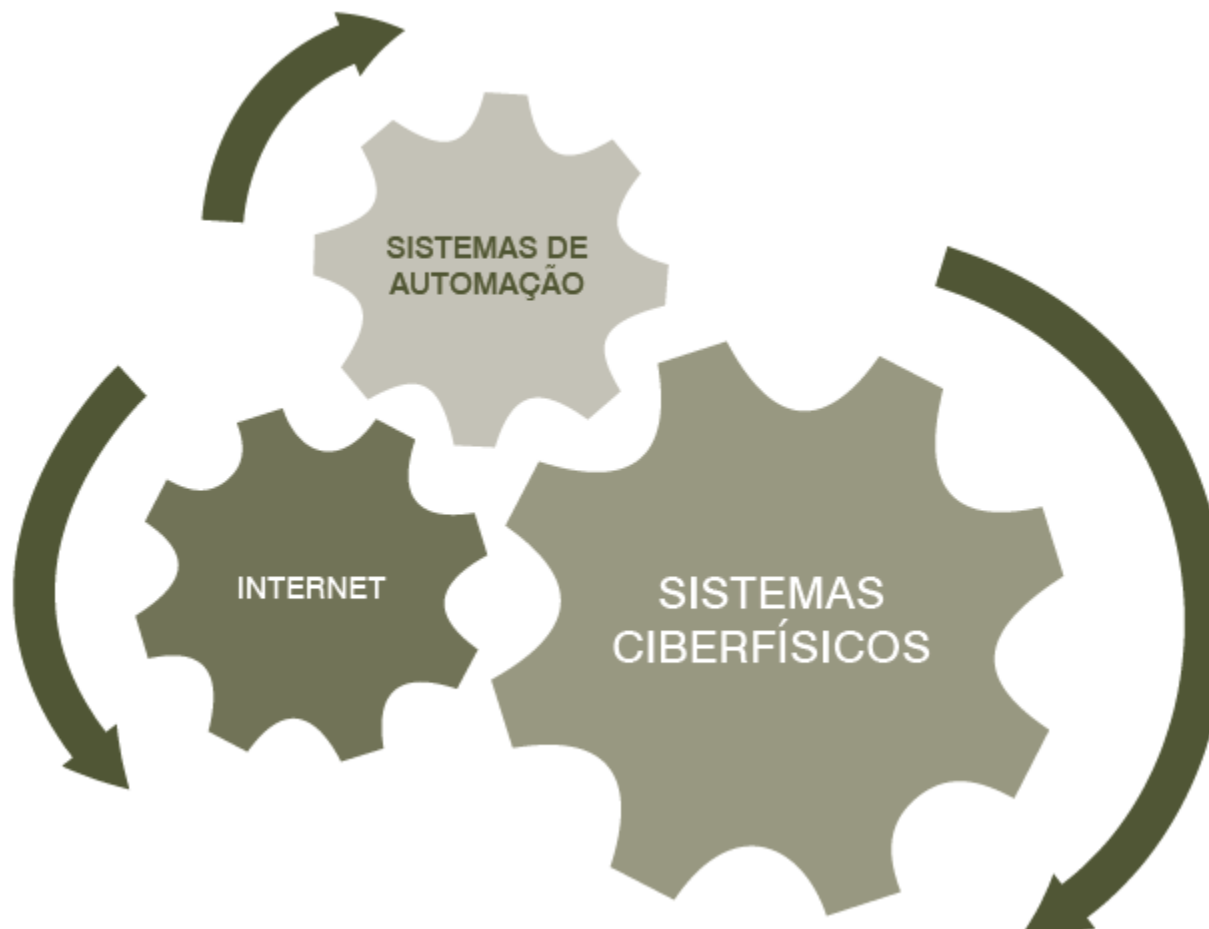 SISTEMAS DE
AUTOMAÇÃO
INTERNET
SISTEMAS
CIBERFÍSICOS